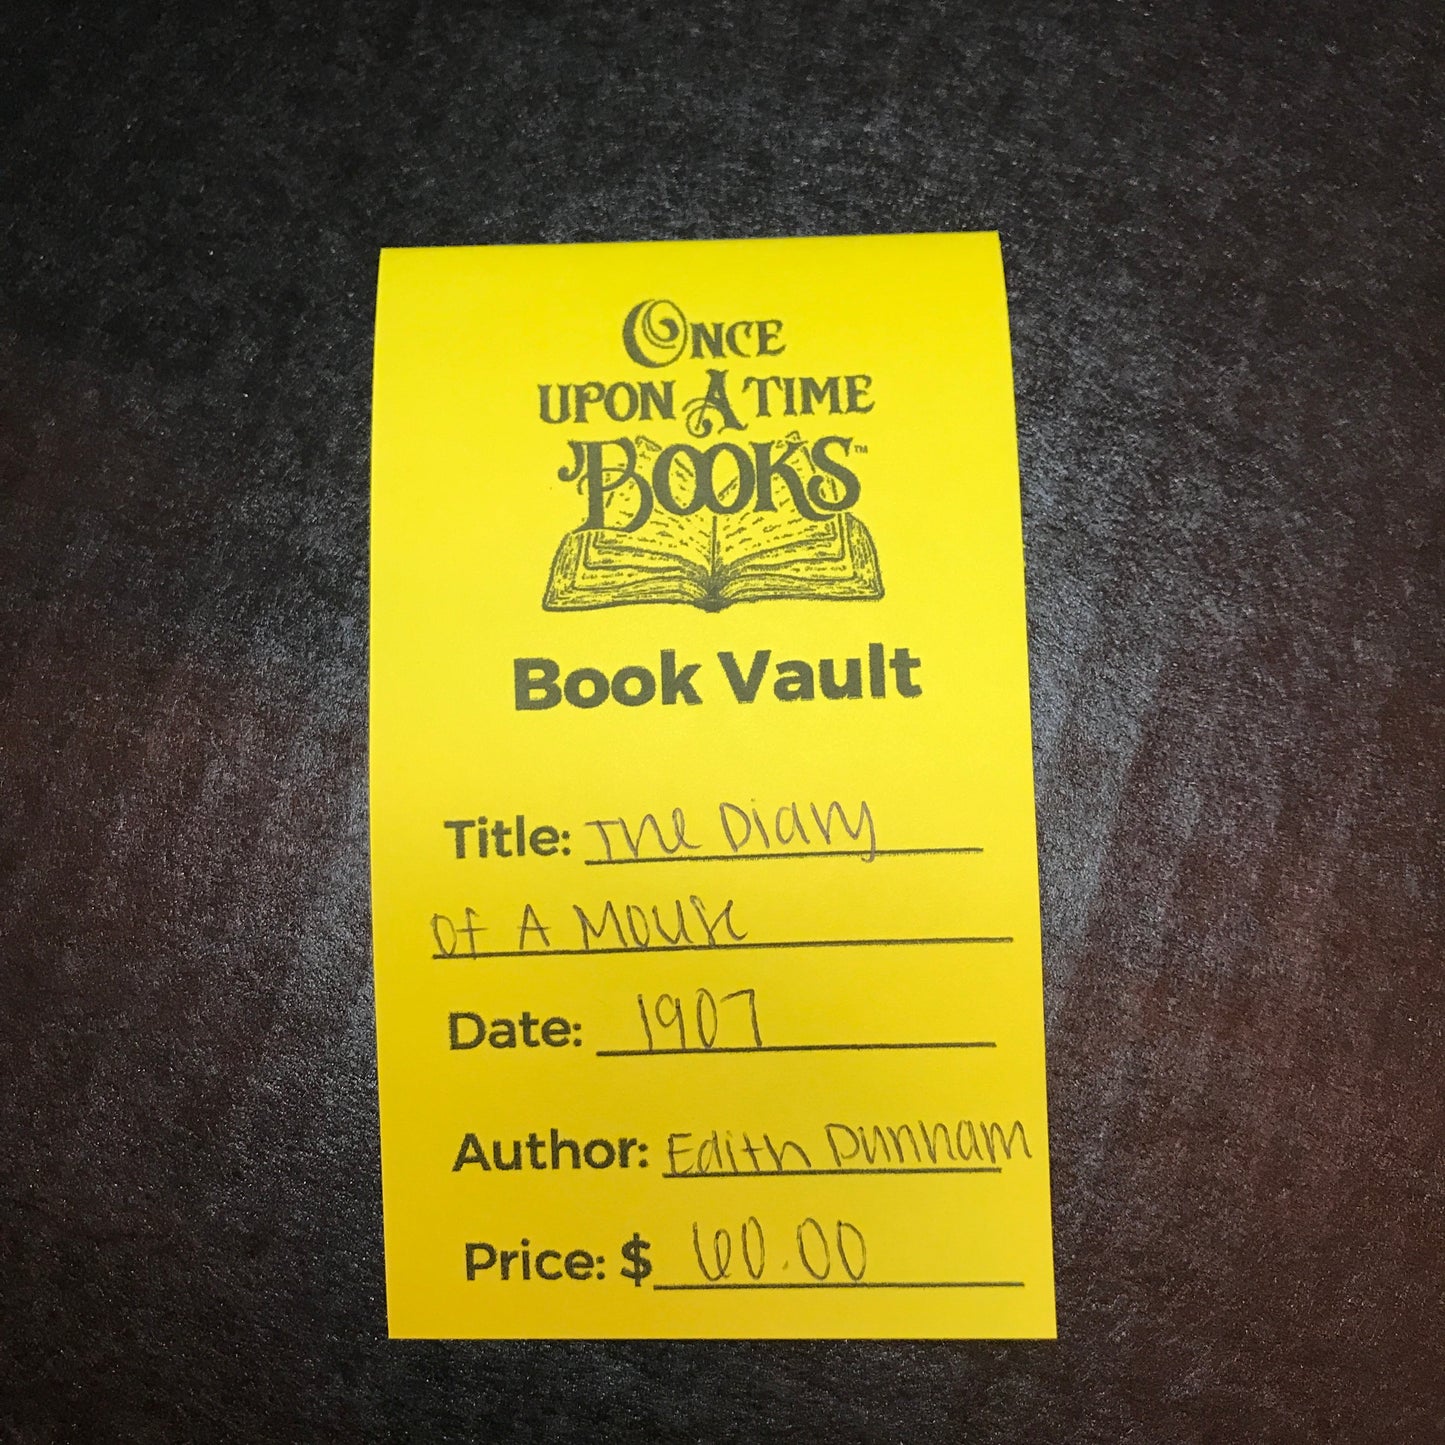 ONCE
UPON A TIME
BOOKS™
Book Vault
Title: The Diary
Of A Mouse
Date: 1907
Author: Edith Dunham
Price: $ 60.00